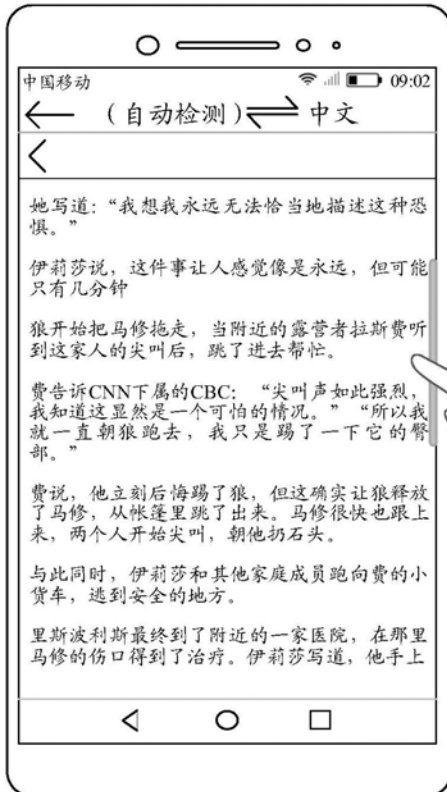 中国移动 09:02
（自动检测） 中文
她写道：“我想我永远无法恰当地描述这种恐
惧。”
伊莉莎说，这件事让人感觉像是永远，但可能
只有几分钟
狼开始把马修拖走，当附近的露营者拉斯费听
到这家人的尖叫后，跳了进去帮忙。
费告诉CNN下属的CBC：“尖叫声如此强烈，
我知道这显然是一个可怕的情况。”“所以我
就一直朝狼跑去，我只是踢了一下它的臀
部。”
费说，他立刻后悔踢了狼，但这确实让狼释放
了马修，从帐篷里跳了出来。马修很快也跟上
来，两个人开始尖叫，朝他扔石头。
与此同时，伊莉莎和其他家庭成员跑向费的小
货车，逃到安全的地方。
里斯波利斯最终到了附近的一家医院，在那里
马修的伤口得到了治疗。伊莉莎写道，他手上